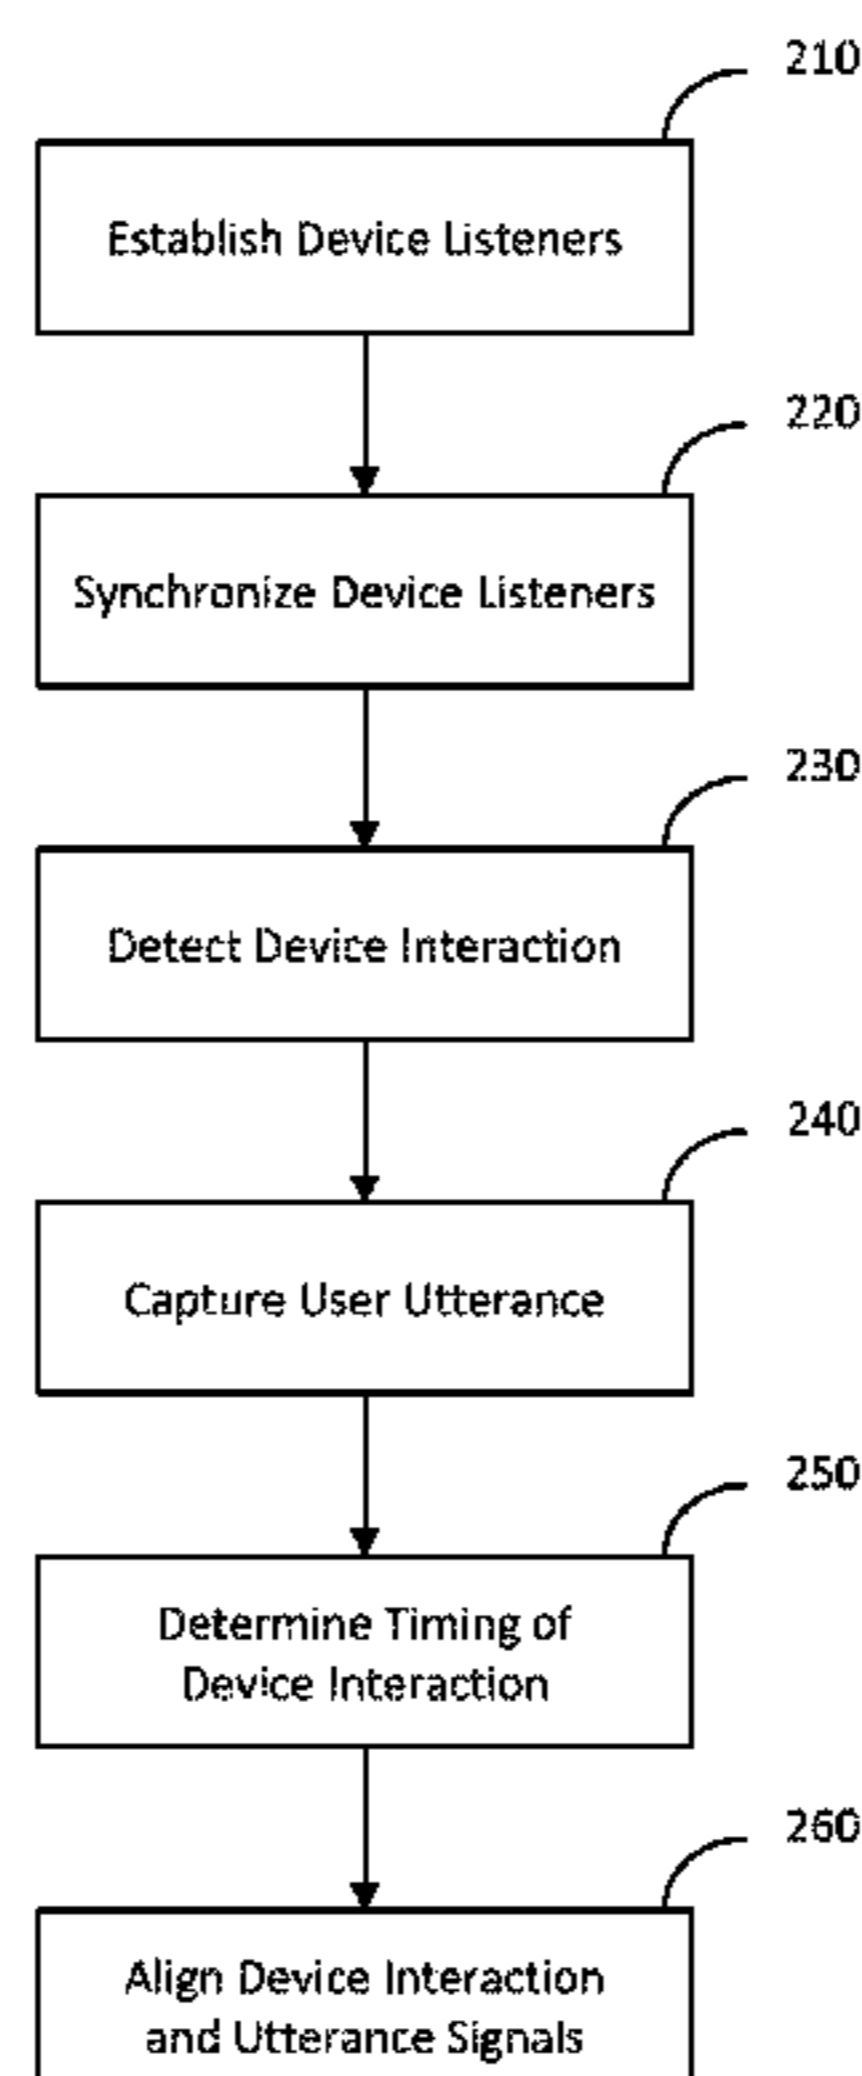 210
Establish Device Listeners
220
Synchronize Device Listeners
230
Detect Device Interaction
240
Capture User Utterance
250
Determine Timing of
Device Interaction
260
Align Device Interaction
and Utterance Signals